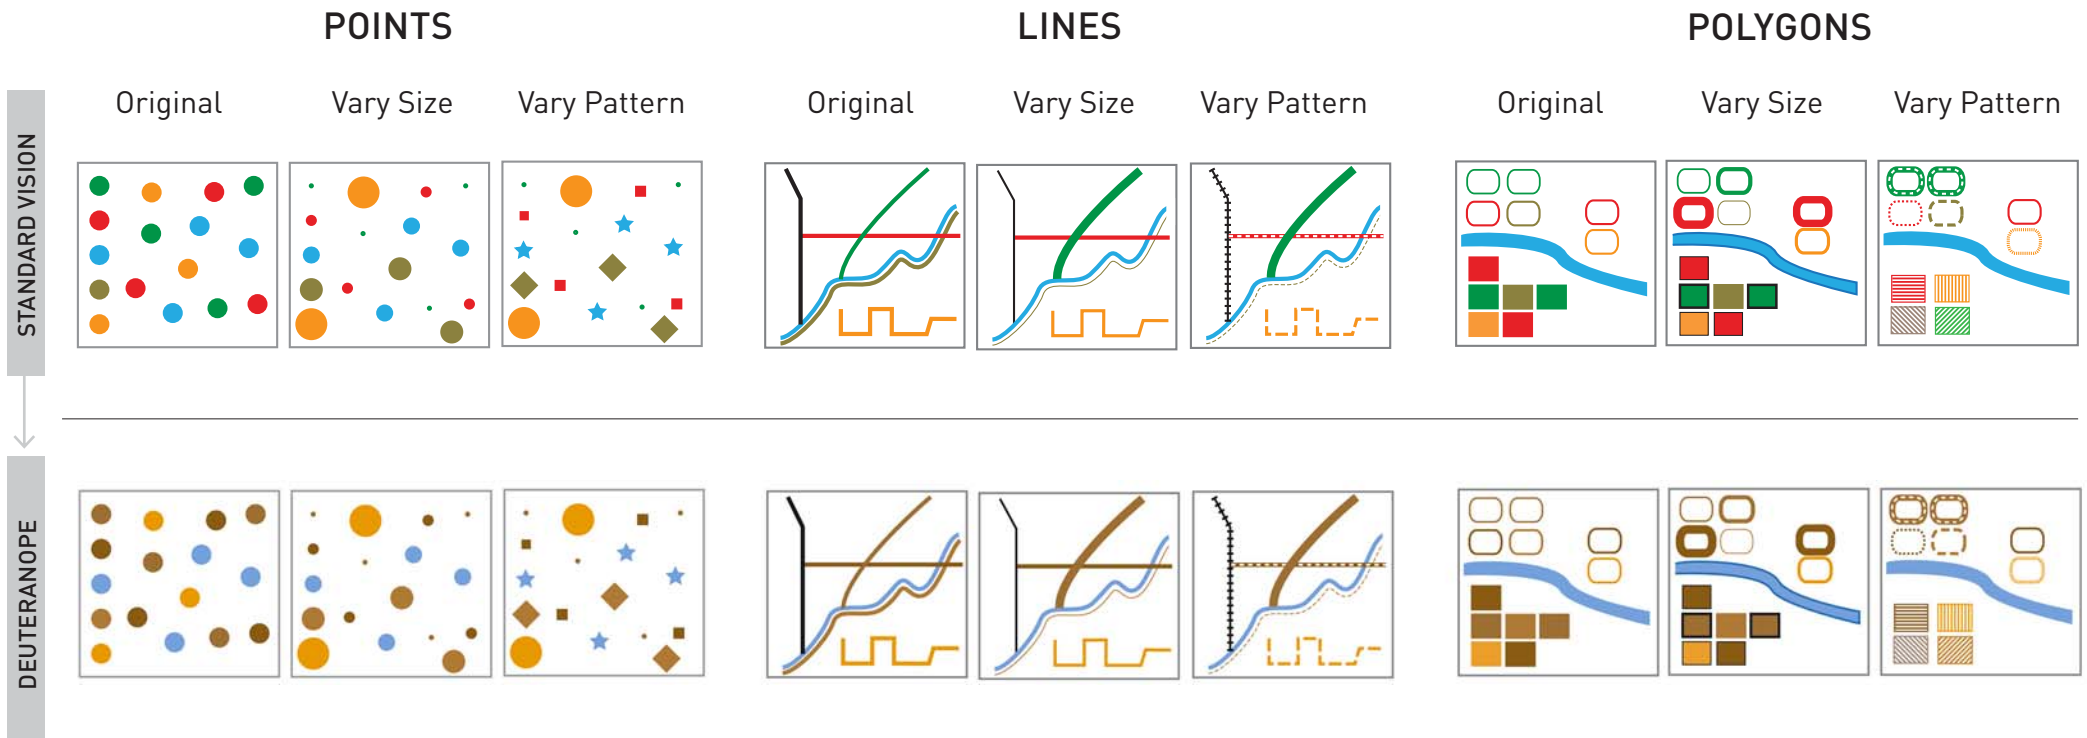 POINTS LINES POLYGONS
Original Vary Size Vary Pattern Original Vary Size Vary Pattern Original Vary Size Vary Pattern
STANDARD VISION
DEUTERANOPE